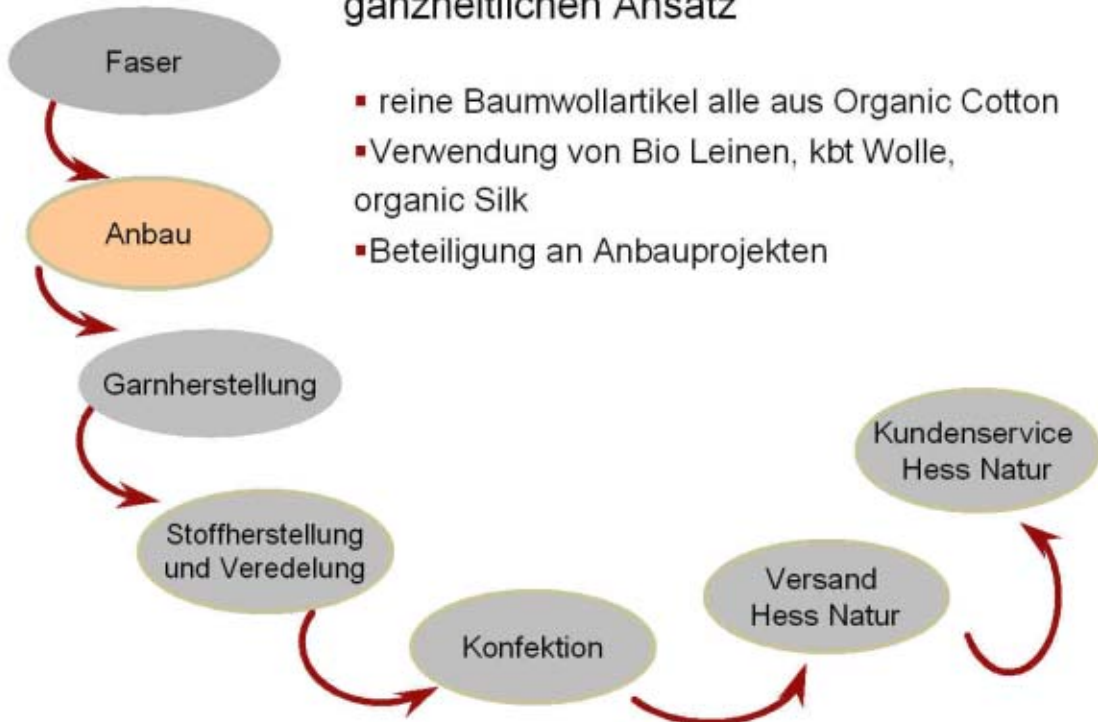 ganzheitlichen Ansatz
Faser
▪ reine Baumwollartikel alle aus Organic Cotton
▪Verwendung von Bio Leinen, kbt Wolle,
organic Silk
▪Beteiligung an Anbauprojekten
Anbau
Garnherstellung
Stoffherstellung
und Veredelung
Konfektion
Versand
Hess Natur
Kundenservice
Hess Natur